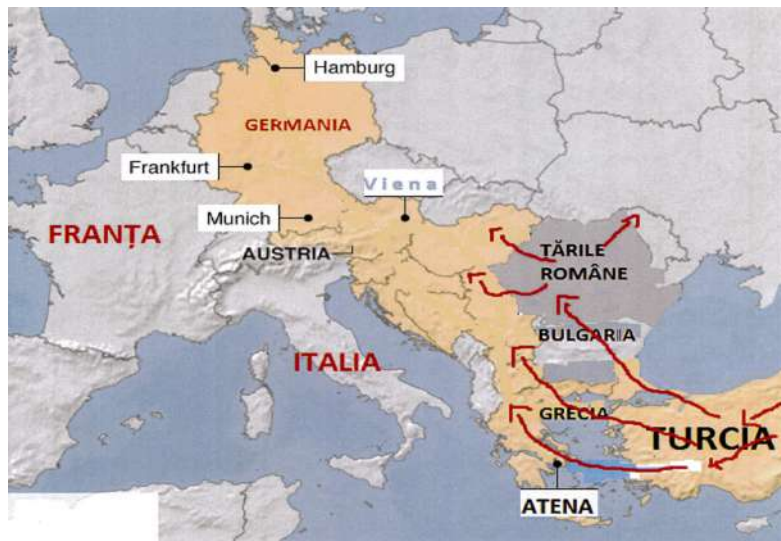 Hamburg
GERMANIA
Frankfurt
Viena
Munich
FRANȚA
AUSTRIA
ȚĂRILE
ROMÂNE
BULGARIA
ITALIA
GRECIA
TURCIA
ATENA